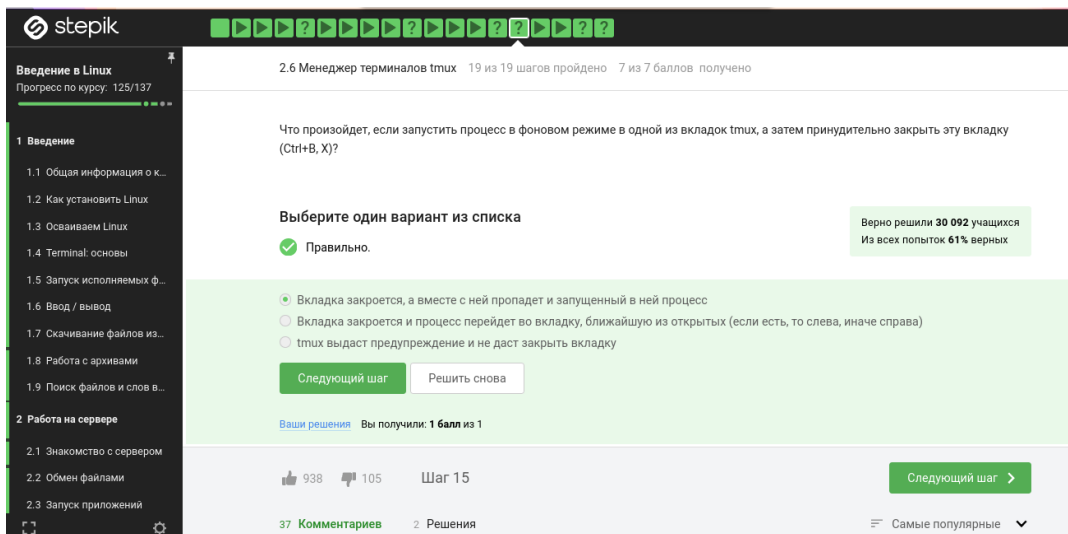 stepik
Введение в Linux
Прогресс по курсу: 125/137
1 Введение
1.1 Общая информация о к...
1.2 Как установить Linux
1.3 Осваиваем Linux
1.4 Terminal: основы
1.5 Запуск исполняемых ф...
1.6 Ввод / вывод
1.7 Скачивание файлов из...
1.8 Работа с архивами
1.9 Поиск файлов и слов в...
2 Работа на сервере
2.1 Знакомство с сервером
2.2 Обмен файлами
2.3 Запуск приложений
2.6 Менеджер терминалов tmux 19 из 19 шагов пройдено 7 из 7 баллов получено
Что произойдет, если запустить процесс в фоновом режиме в одной из вкладок tmux, а затем принудительно закрыть эту вкладку
(Ctrl+B, X)?
Выберите один вариант из списка
Правильно.
Верно решили 30 092 учащихся
Из всех попыток 61% верных
Вкладка закроется, а вместе с ней пропадет и запущенный в ней процесс
Вкладка закроется и процесс перейдет во вкладку, ближайшую из открытых (если есть, то слева, иначе справа)
tmux выдаст предупреждение и не даст закрыть вкладку
Следующий шаг Решить снова
Ваши решения Вы получили: 1 балл из 1
938 105 Шаг 15 Следующий шаг
37 Комментариев 2 Решения Самые популярные